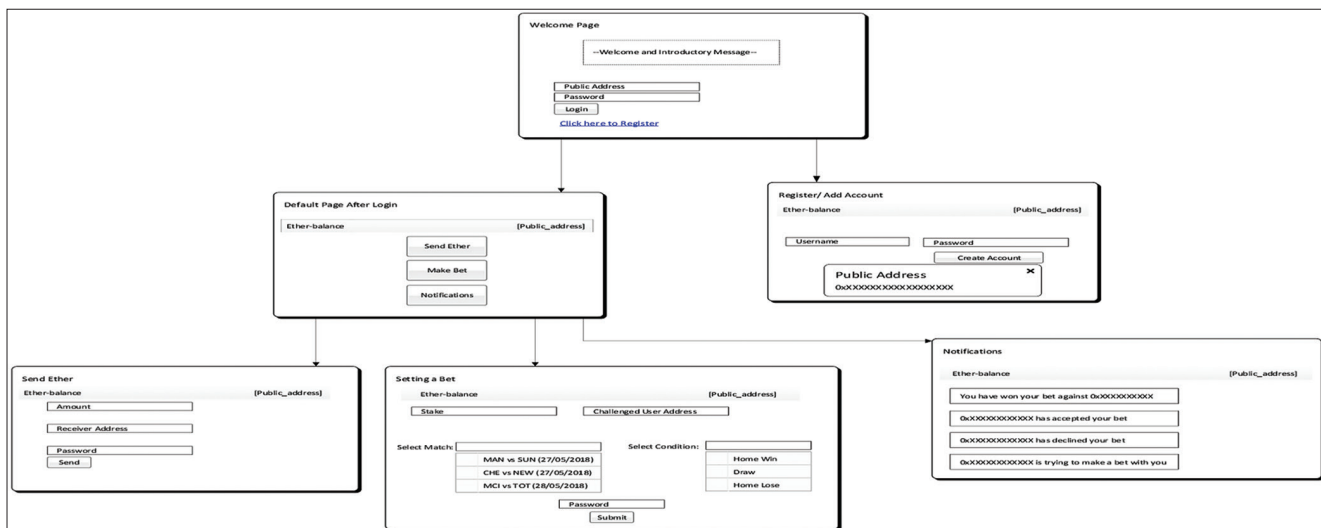 Welcome Page
--Welcome and Introductory Message--
Public Address
Password
Login
Click here to Register
Default Page After Login
Ether-balance [Public_address]
Send Ether
Make Bet
Notifications
Register/ Add Account
Ether-balance [Public_address]
Username Password
Create Account
Public Address
0xXXXXXXXXXXXXXXXXXX
Send Ether
Ether-balance [Public_address]
Amount
Receiver Address
Password
Send
Setting a Bet
Ether-balance [Public_address]
Stake Challenged User Address
Select Match: Select Condition:
MAN vs SUN (27/05/2018) Home Win
CHE vs NEW (27/05/2018) Draw
MCI vs TOT (28/05/2018) Home Lose
Password
Submit
Notifications
Ether-balance [Public_address]
You have won your bet against 0xXXXXXXXXXX
0xXXXXXXXXXXXX has accepted your bet
0xXXXXXXXXXXXX has declined your bet
0xXXXXXXXXXXXX is trying to make a bet with you